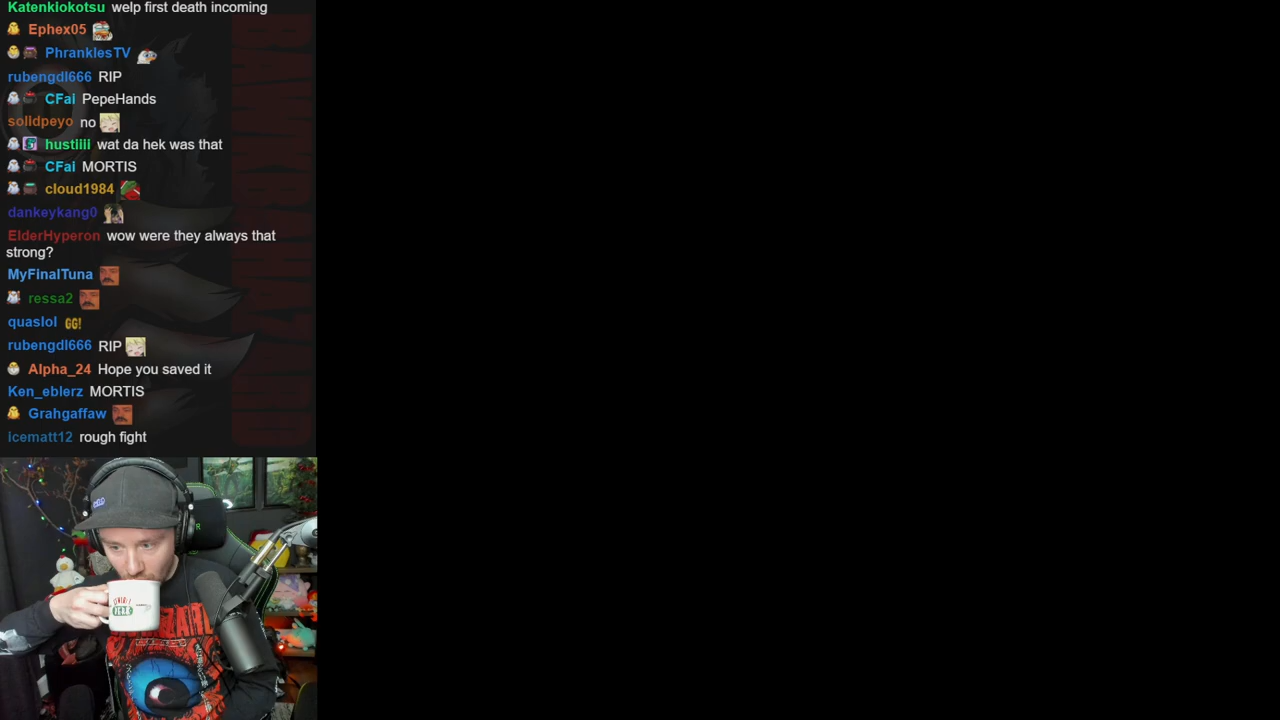 Katenklokotsu welp first death incoming
Ephex05
PhranklesTV
rubengdl666 RIP
CFai PepeHands
solldpeyo no
hustiiii wat da hek was that
CFai MORTIS
cloud1984
dankeykang0
ElderHyperon wow were they always that
strong?
MyFinalTuna
ressa2
quaslol GG!
rubengdl666 RIP
Alpha_24 Hope you saved it
Ken_eblerz MORTIS
Grahgaffaw
icematt12 rough fight